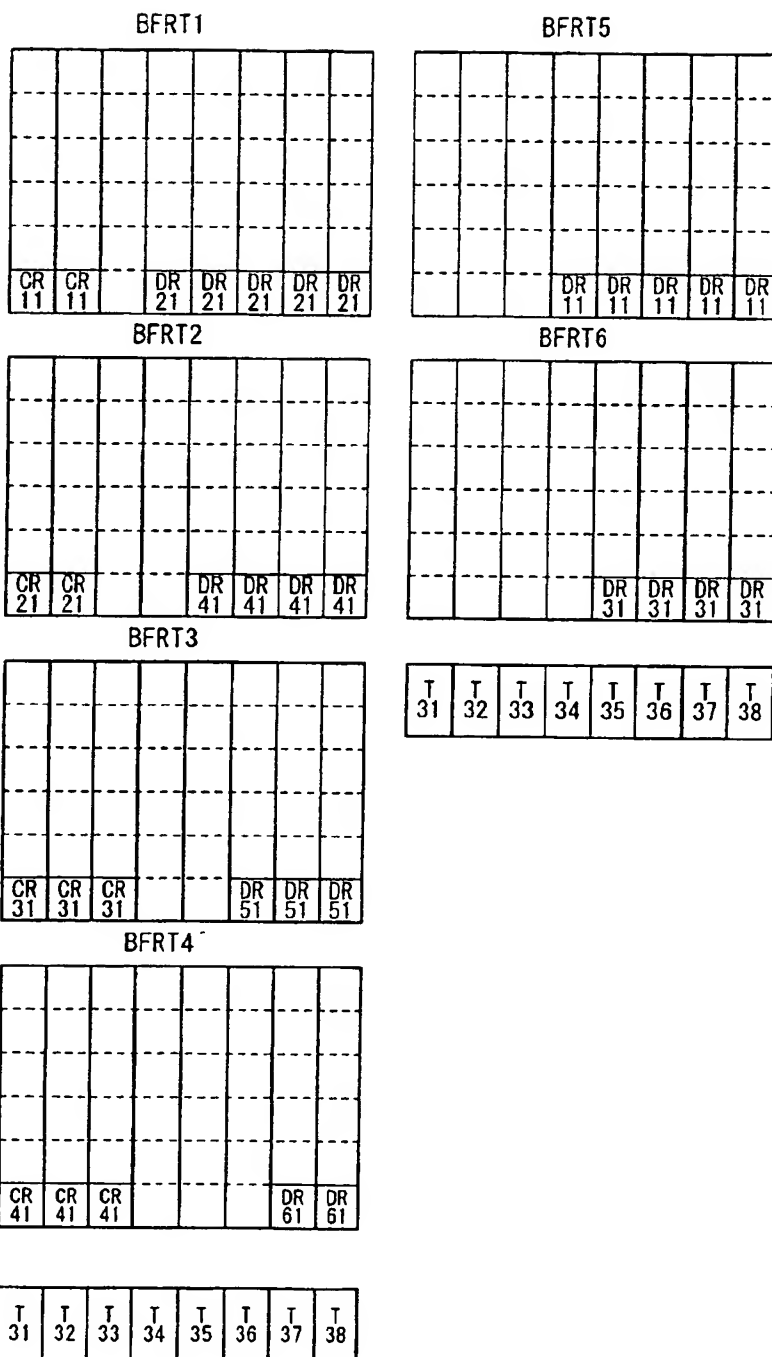 BFRT1
CR 11 CR 11 DR 21 DR 21 DR 21 DR 21 DR 21
BFRT2
CR 21 CR 21 DR 41 DR 41 DR 41 DR 41
BFRT3
CR 31 CR 31 CR 31 DR 51 DR 51 DR 51
BFRT4
CR 41 CR 41 CR 41 DR 61 DR 61
T 31 T 32 T 33 T 34 T 35 T 36 T 37 T 38
BFRT5
DR 11 DR 11 DR 11 DR 11 DR 11
BFRT6
DR 31 DR 31 DR 31 DR 31
T 31 T 32 T 33 T 34 T 35 T 36 T 37 T 38